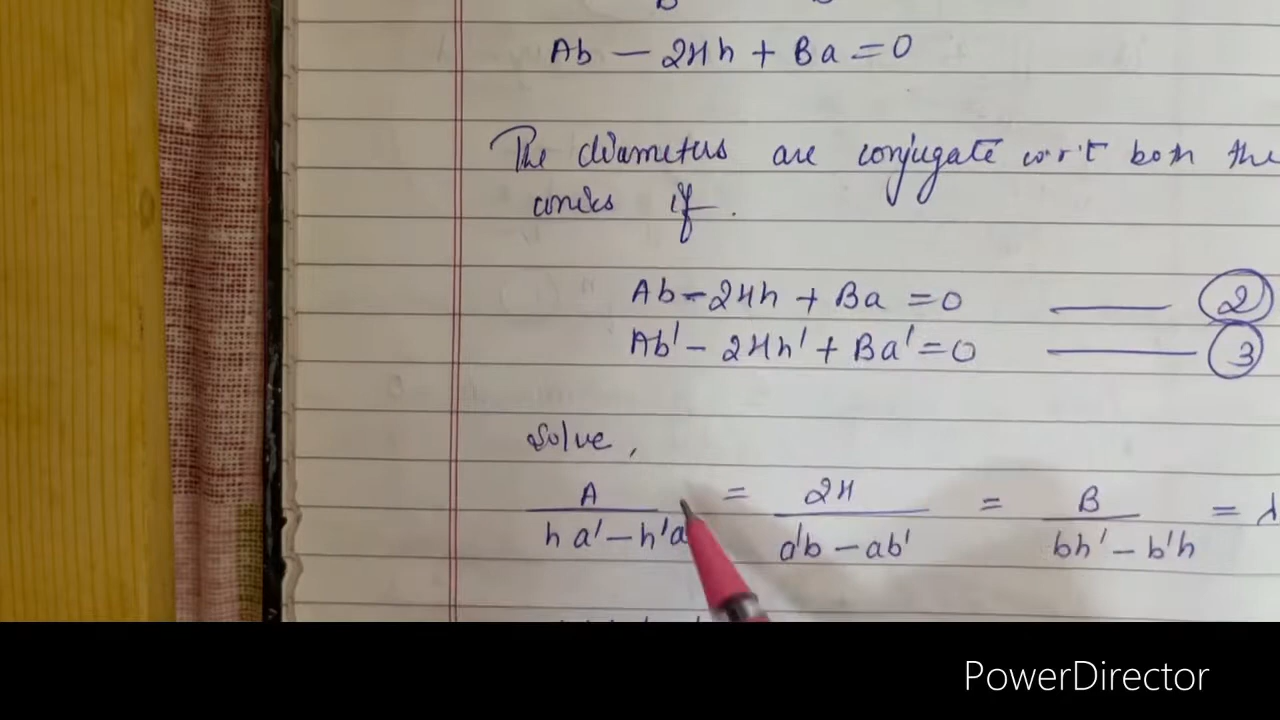 Ab - 2Hh + Ba = 0
The diameters are conjugate w.r.t both the
conics if.
Ab - 2Hh + Ba = 0 —— 2
Ab' - 2Hh' + Ba' = 0 —— 3
Solve,
A/(ha' - h'a) = 2H/(a'b - ab') = B/(bh' - b'h) = λ
PowerDirector